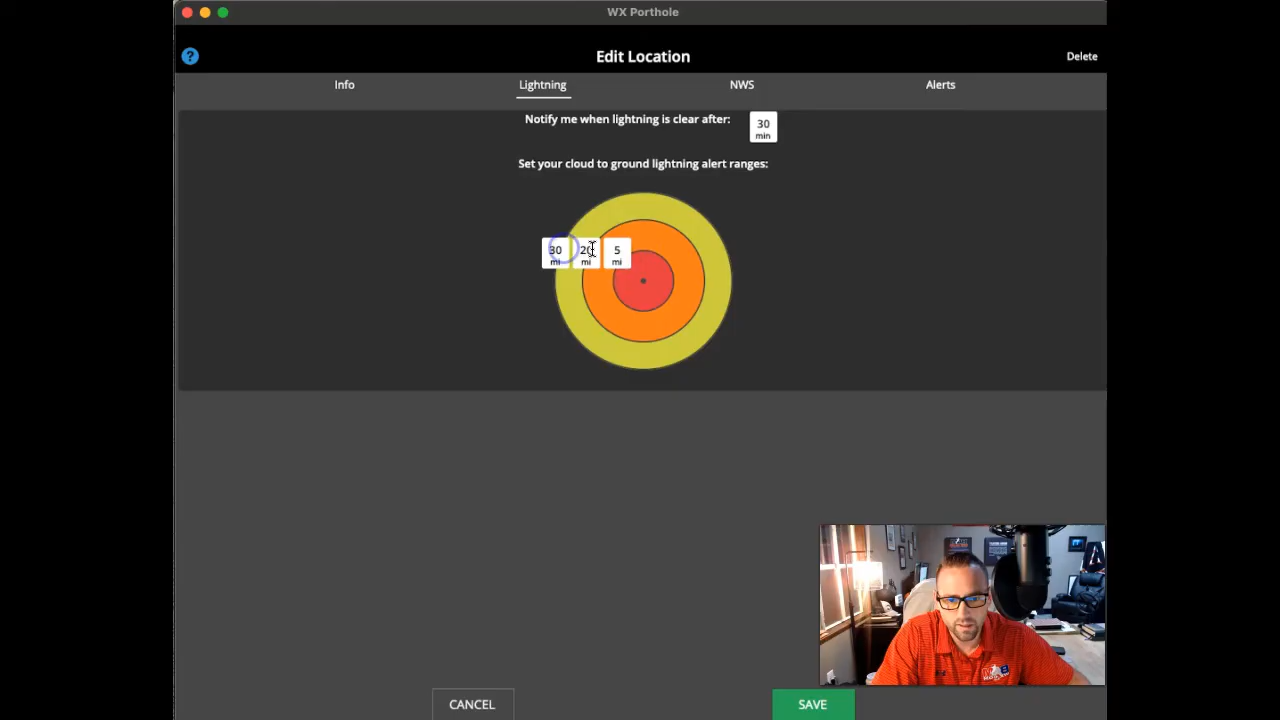 WX Porthole
?
Edit Location
Delete
Info
Lightning
NWS
Alerts
Notify me when lightning is clear after:
30
min
Set your cloud to ground lightning alert ranges:
30 20 5
mi mi mi
CANCEL
SAVE